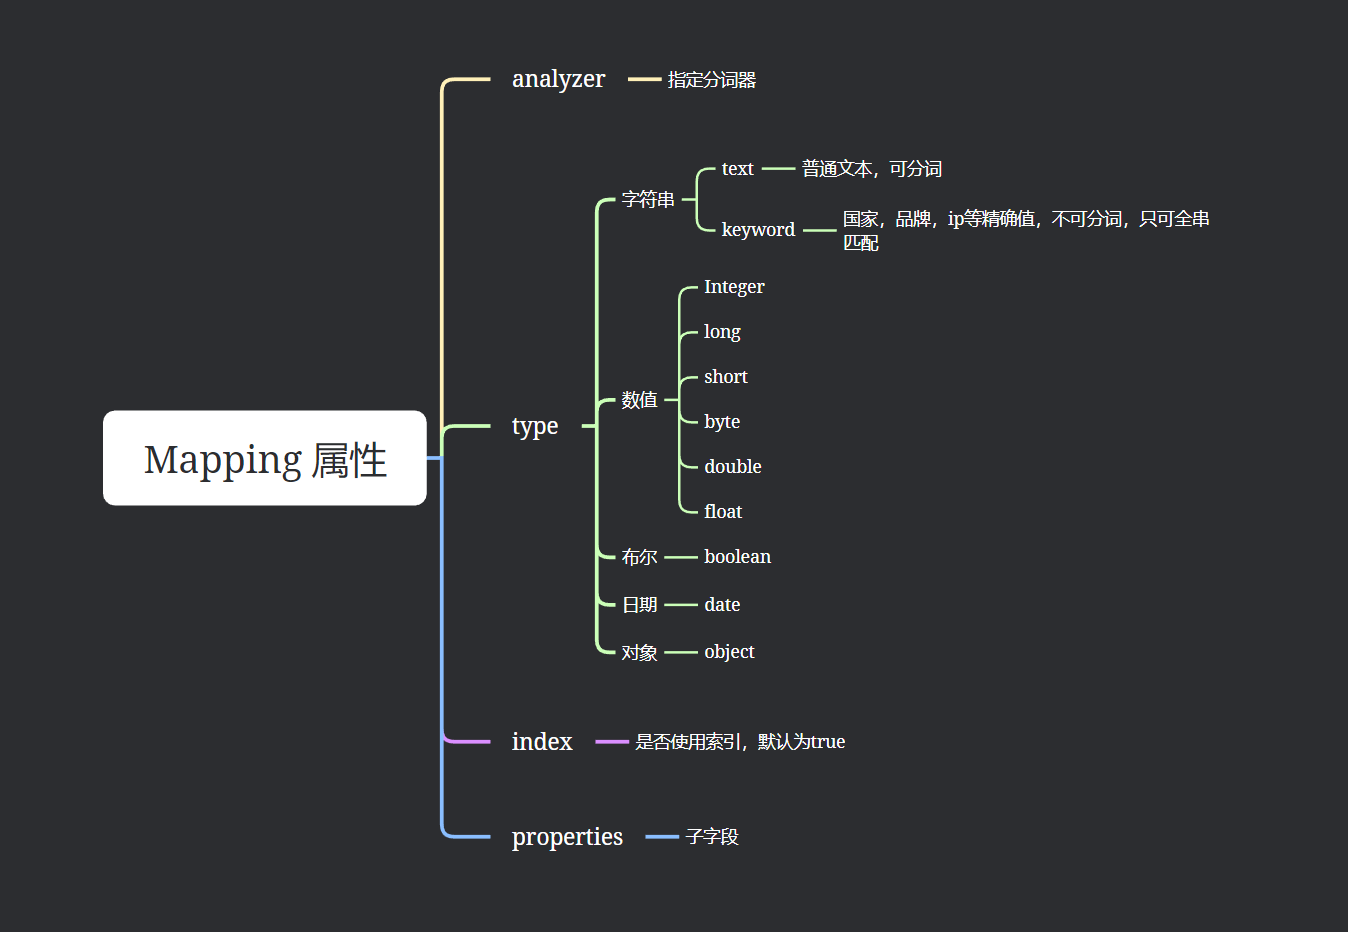 Mapping 属性
analyzer
指定分词器
type
字符串
text
普通文本，可分词
keyword
国家，品牌，ip等精确值，不可分词，只可全串
匹配
数值
Integer
long
short
byte
double
float
布尔
boolean
日期
date
对象
object
index
是否使用索引，默认为true
properties
子字段